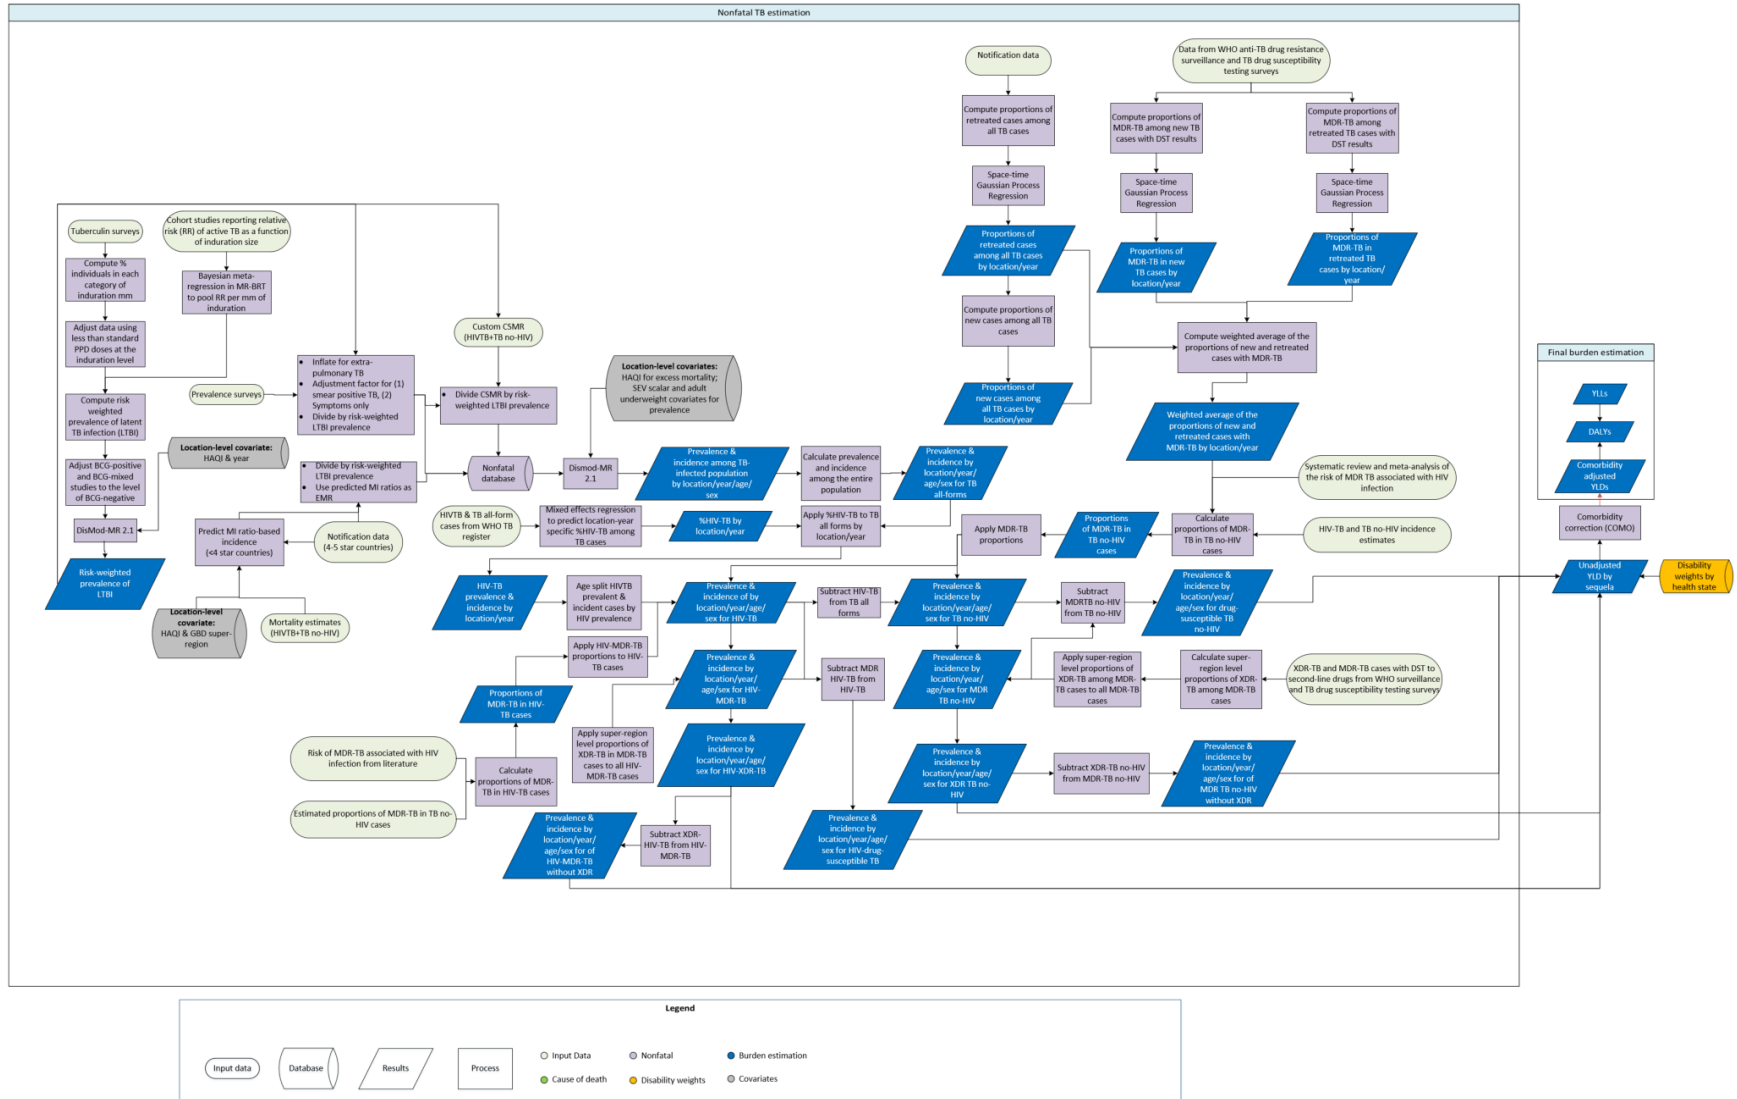 Nonfatal TB estimation
Notification data
Data from WHO anti-TB drug resistance
surveillance and TB drug susceptibility
testing surveys
Compute proportions of
retreated cases among
all TB cases
Compute proportions of
MDR-TB among new TB
cases with DST results
Compute proportions of
MDR-TB among
retreated TB cases with
DST results
Space-time
Gaussian Process
Regression
Space-time
Gaussian Process
Regression
Space-time
Gaussian Process
Regression
Tuberculin surveys
Cohort studies reporting relative
risk (RR) of active TB as a function
of induration size
Proportions of
retreated cases
among all TB cases
by location/year
Proportions of
MDR-TB in new
TB cases by
location/year
Proportions of
MDR-TB in
retreated TB
cases by location/
year
Compute %
individuals in each
category of
induration mm
Bayesian meta-
regression in MR-BRT
to pool RR per mm of
induration
Compute proportions of
new cases among all TB
cases
Custom CSMR
(HIVTB+TB no-HIV)
Compute weighted average of the
proportions of new and retreated
cases with MDR-TB
Adjust data using
less than standard
PPD doses at the
induration level
• Inflate for extra-
pulmonary TB
• Adjustment factor for (1)
smear positive TB, (2)
Symptoms only
• Divide by risk-weighted
LTBI prevalence
Location-level covariates:
HAQI for excess mortality;
SEV scalar and adult
underweight covariates for
prevalence
Final burden estimation
Prevalence surveys
• Divide CSMR by risk-
weighted LTBI prevalence
Proportions of
new cases among
all TB cases by
location/year
YLLs
DALYs
Comorbidity
adjusted
YLDs
Compute risk
weighted
prevalence of latent
TB infection (LTBI)
Weighted average of the
proportions of new and
retreated cases with
MDR-TB by location/year
Location-level covariate:
HAQI & year
Adjust BCG-positive
and BCG-mixed
studies to the level
of BCG-negative
• Divide by risk-weighted
LTBI prevalence
• Use predicted MI ratios as
EMR
Nonfatal
database
Dismod-MR
2.1
Prevalence &
incidence among TB-
infected population
by location/year/age/
sex
Calculate prevalence
and incidence
among the entire
population
Prevalence &
incidence by
location/year/
age/sex for TB
all-forms
Systematic review and meta-analysis of
the risk of MDR TB associated with HIV
infection
DisMod-MR 2.1
Predict MI ratio-based
incidence
(<4 star countries)
Notification data
(4-5 star countries)
HIVTB & TB all-form
cases from WHO TB
register
Mixed effects regression
to predict location-year
specific %HIV-TB among
TB cases
%HIV-TB by
location/year
Apply %HIV-TB to TB
all forms by
location/year
Apply MDR-TB
proportions
Proportions
of MDR-TB in
TB no-HIV
cases
Calculate
proportions of MDR-
TB in TB no-HIV
cases
HIV-TB and TB no-HIV incidence
estimates
Comorbidity
correction (COMO)
Risk-weighted
prevalence of
LTBI
HIV-TB
prevalence &
incidence by
location/year
Age split HIVTB
prevalent &
incident cases by
HIV prevalence
Prevalence &
incidence of by
location/year/age/
sex for HIV-TB
Subtract HIV-TB
from TB all
forms
Prevalence &
incidence by
location/year/age/
sex for TB no-HIV
Subtract
MDRTB no-HIV
from TB no-HIV
Prevalence &
incidence by
location/year/
age/sex for drug-
susceptible TB
no-HIV
Unadjusted
YLD by
sequela
Disability
weights by
health state
Location-level
covariate:
HAQI & GBD super-
region
Mortality estimates
(HIVTB+TB no-HIV)
Apply HIV-MDR-TB
proportions to HIV-
TB cases
Prevalence &
incidence by
location/year/
age/sex for HIV-
MDR-TB
Subtract MDR
HIV-TB from
HIV-TB
Prevalence &
incidence by
location/year/
age/sex for MDR
TB no-HIV
Apply super-region
level proportions of
XDR-TB among MDR-
TB cases to all MDR-TB
cases
Calculate super-
region level
proportions of XDR-
TB among MDR-TB
cases
XDR-TB and MDR-TB cases with DST to
second-line drugs from WHO surveillance
and TB drug susceptibility testing surveys
Proportions of
MDR-TB in HIV-
TB cases
Risk of MDR-TB associated with HIV
infection from literature
Calculate
proportions of MDR-
TB in HIV-TB cases
Apply super-region
level proportions of
XDR-TB in MDR-TB
cases to all HIV-
MDR-TB cases
Prevalence &
incidence by
location/year/age/
sex for HIV-XDR-TB
Prevalence &
incidence by
location/year/age/
sex for XDR TB no-
HIV
Subtract XDR-TB no-HIV
from MDR-TB no-HIV
Prevalence &
incidence by
location/year/
age/sex for of
MDR TB no-HIV
without XDR
Estimated proportions of MDR-TB in TB no-
HIV cases
Prevalence &
incidence by
location/year/
age/sex for of
HIV-MDR-TB
without XDR
Subtract XDR-
HIV-TB from HIV-
MDR-TB
Prevalence &
incidence by
location/year/age/
sex for HIV-drug-
susceptible TB
Legend
Input data
Database
Results
Process
Input Data
Nonfatal
Burden estimation
Cause of death
Disability weights
Covariates